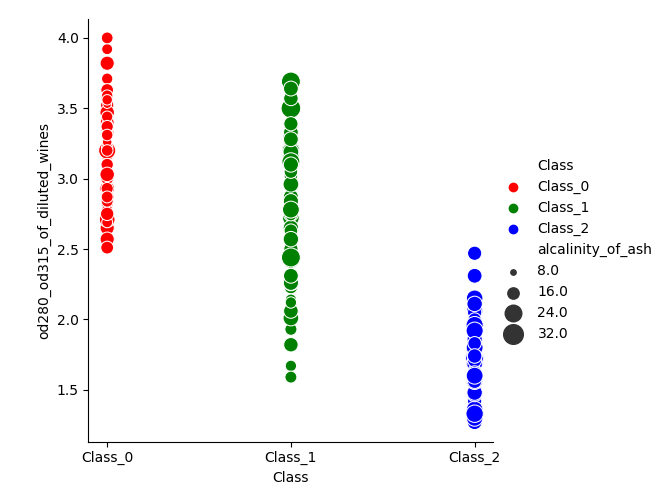 od280_od315_of_diluted_wines
4.0
3.5
3.0
2.5
2.0
1.5
Class_0
Class_1
Class_2
Class
Class
Class_0
Class_1
Class_2
alcalinity_of_ash
8.0
16.0
24.0
32.0